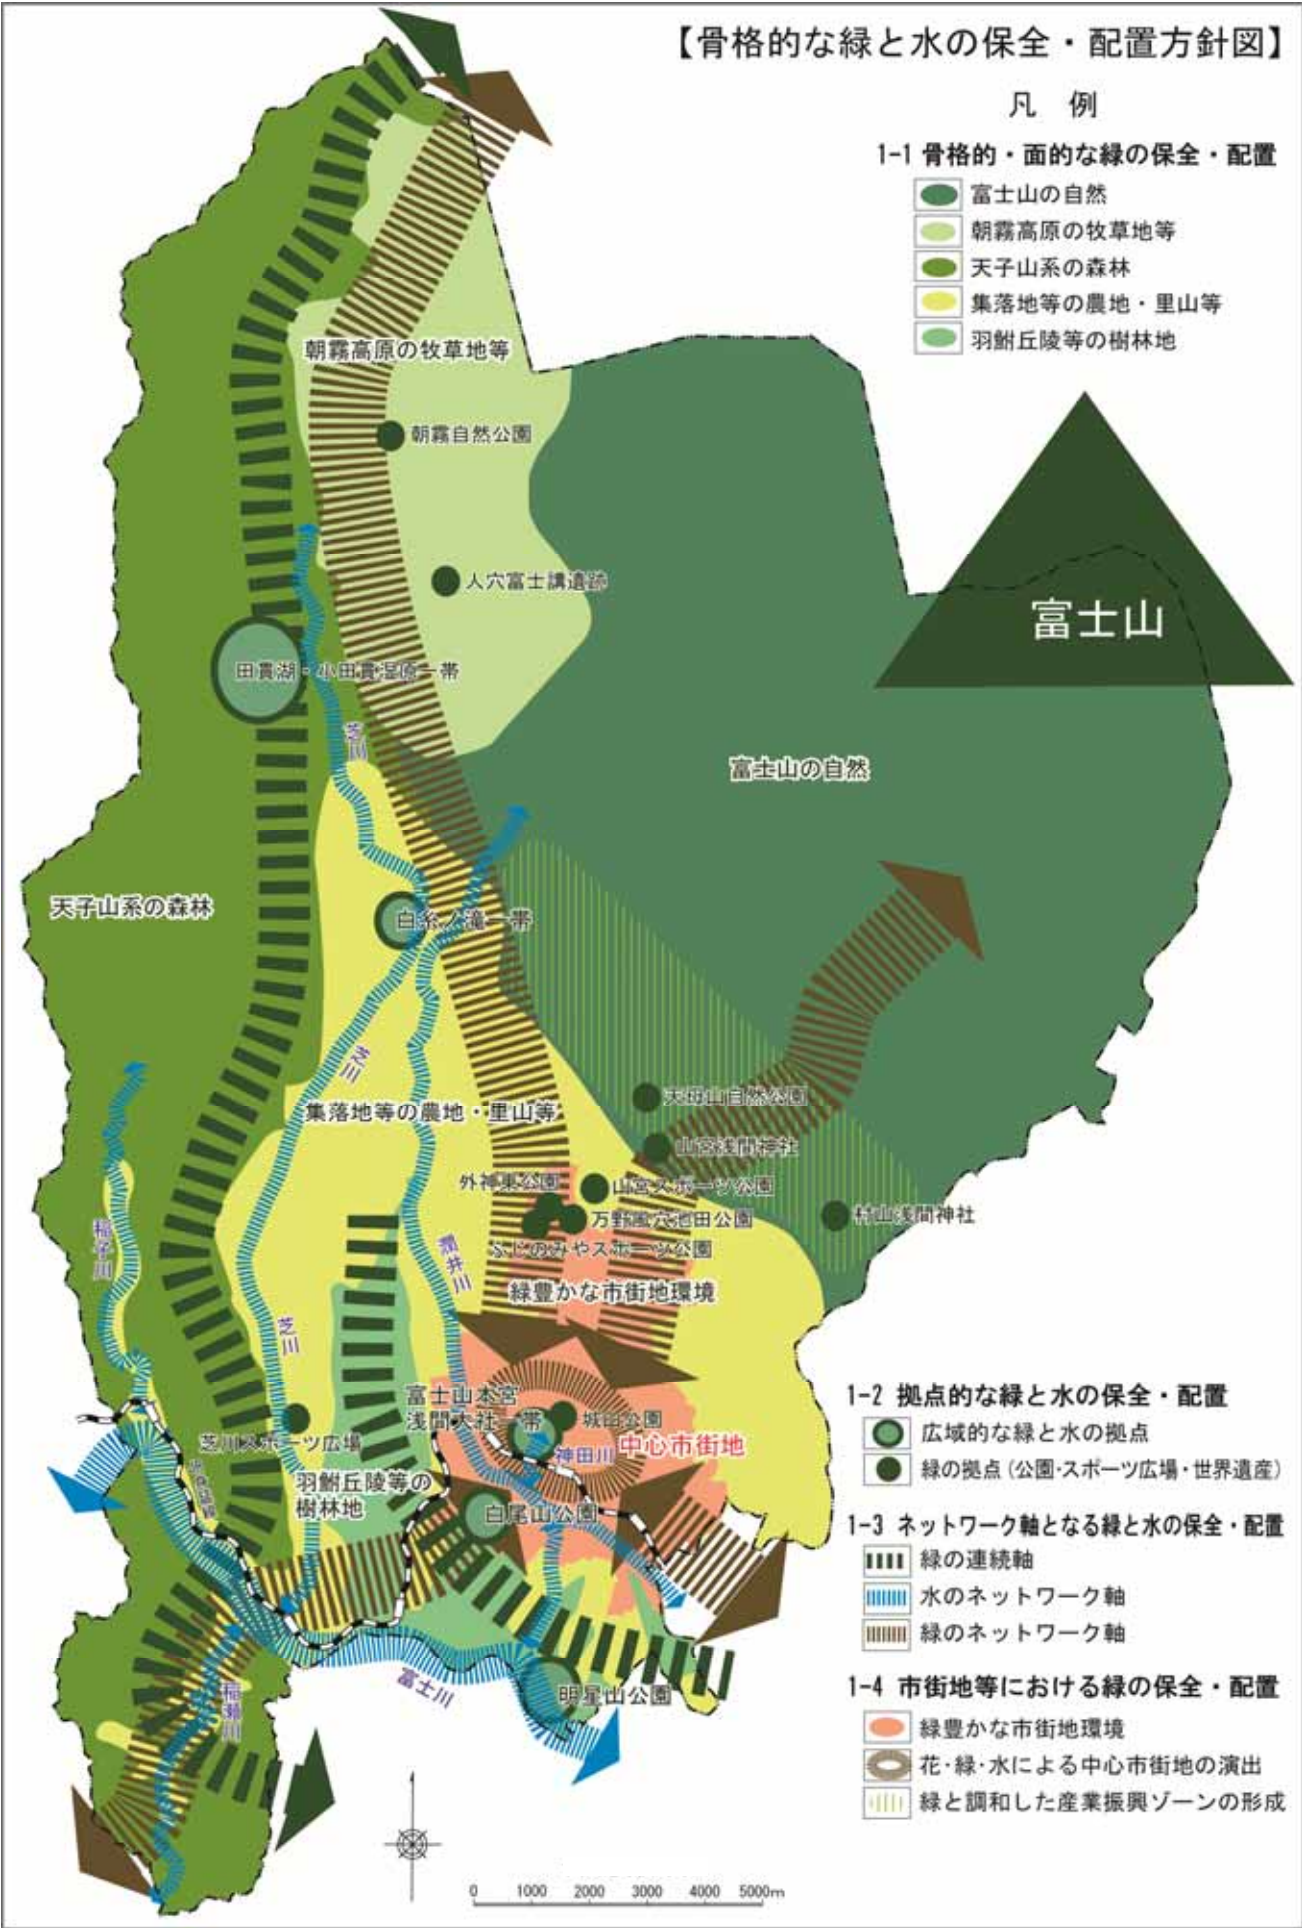 【骨格的な緑と水の保全・配置方針図】
凡　例
1-1 骨格的・面的な緑の保全・配置
富士山の自然
朝霧高原の牧草地等
天子山系の森林
集落地等の農地・里山等
羽鮒丘陵等の樹林地
朝霧高原の牧草地等
朝霧自然公園
人穴富士講遺跡
富士山
田貫湖・小田貫湿原一帯
芝川
富士山の自然
天子山系の森林
白糸ノ滝一帯
芝川
集落地等の農地・里山等
天母山自然公園
山宮浅間神社
外神東公園
山宮スポーツ公園
万野風穴池田公園
村山浅間神社
ふじのみやスポーツ公園
稲子川
潤井川
緑豊かな市街地環境
芝川
富士山本宮
浅間大社一帯
城山公園
神田川
中心市街地
芝川スポーツ広場
羽鮒丘陵等の
樹林地
白尾山公園
富士川
明星山公園
稲瀬川
1-2 拠点的な緑と水の保全・配置
広域的な緑と水の拠点
緑の拠点（公園・スポーツ広場・世界遺産）
1-3 ネットワーク軸となる緑と水の保全・配置
緑の連続軸
水のネットワーク軸
緑のネットワーク軸
1-4 市街地等における緑の保全・配置
緑豊かな市街地環境
花・緑・水による中心市街地の演出
緑と調和した産業振興ゾーンの形成
0 1000 2000 3000 4000 5000m